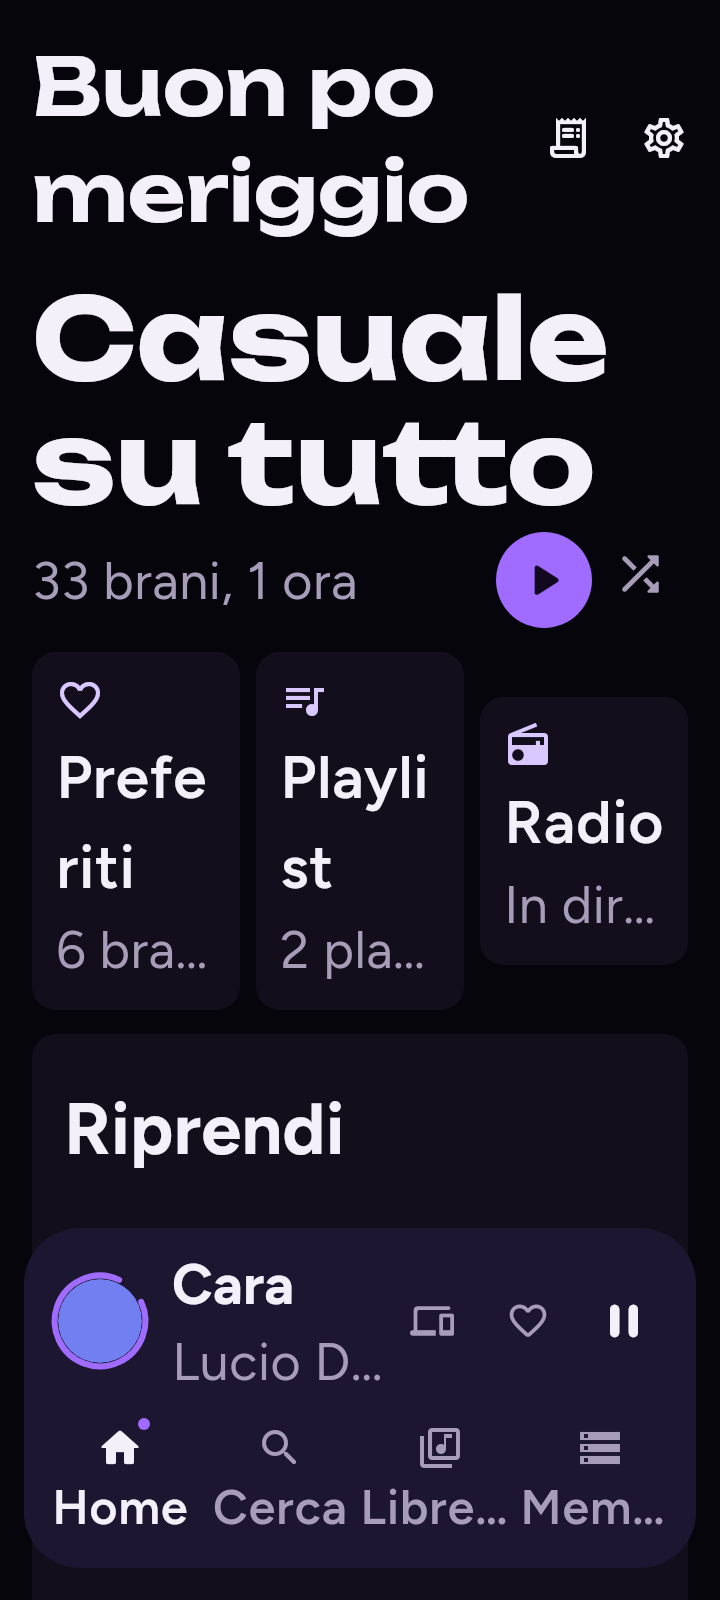 Buon po
meriggio
Casuale
su tutto
33 brani, 1 ora
Prefe
riti
6 bra...
Playli
st
2 pla...
Radio
In dir...
Riprendi
Cara
Lucio D...
Home
Cerca
Libre...
Mem...